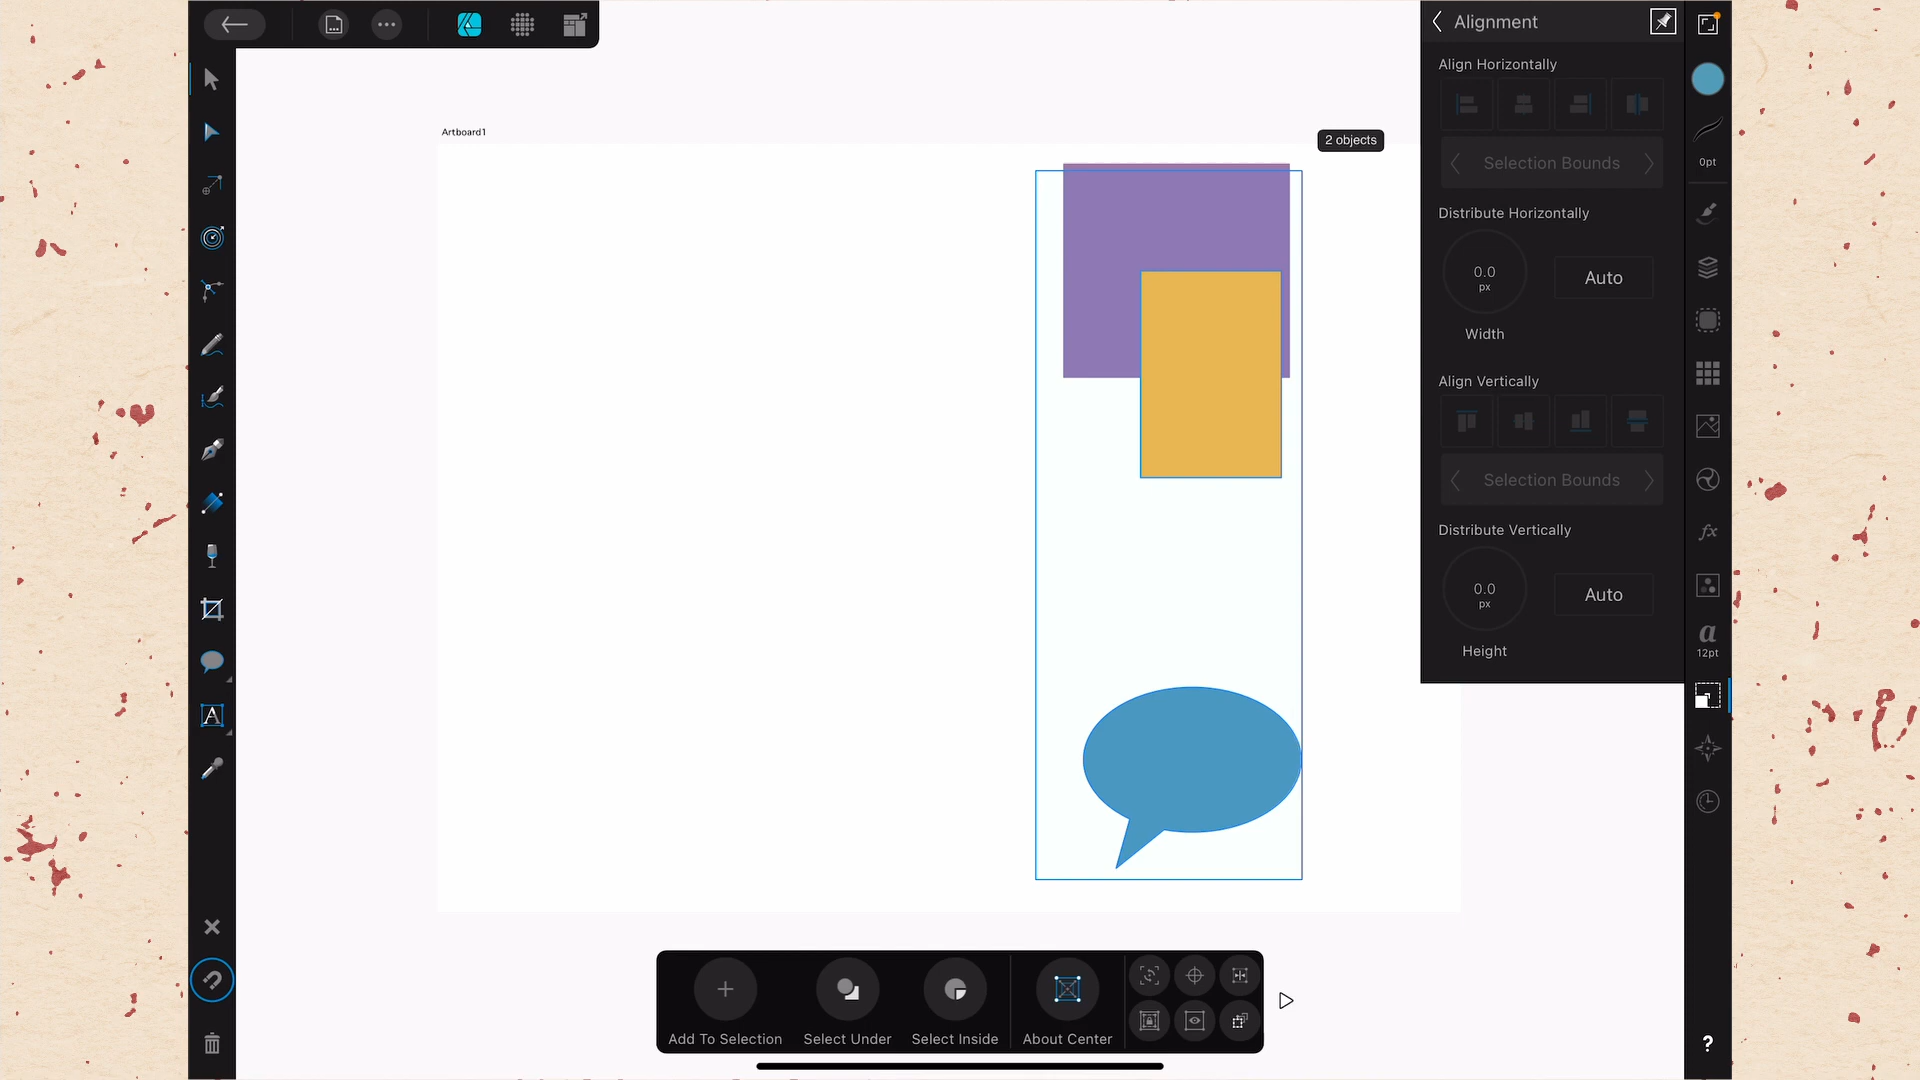 Alignment
Align Horizontally
Selection Bounds
Distribute Horizontally
0.0
px
Auto
Width
Align Vertically
Selection Bounds
Distribute Vertically
0.0
px
Auto
Height
Artboard1
2 objects
0pt
fx
a
12pt
A
Add To Selection
Select Under
Select Inside
About Center
?